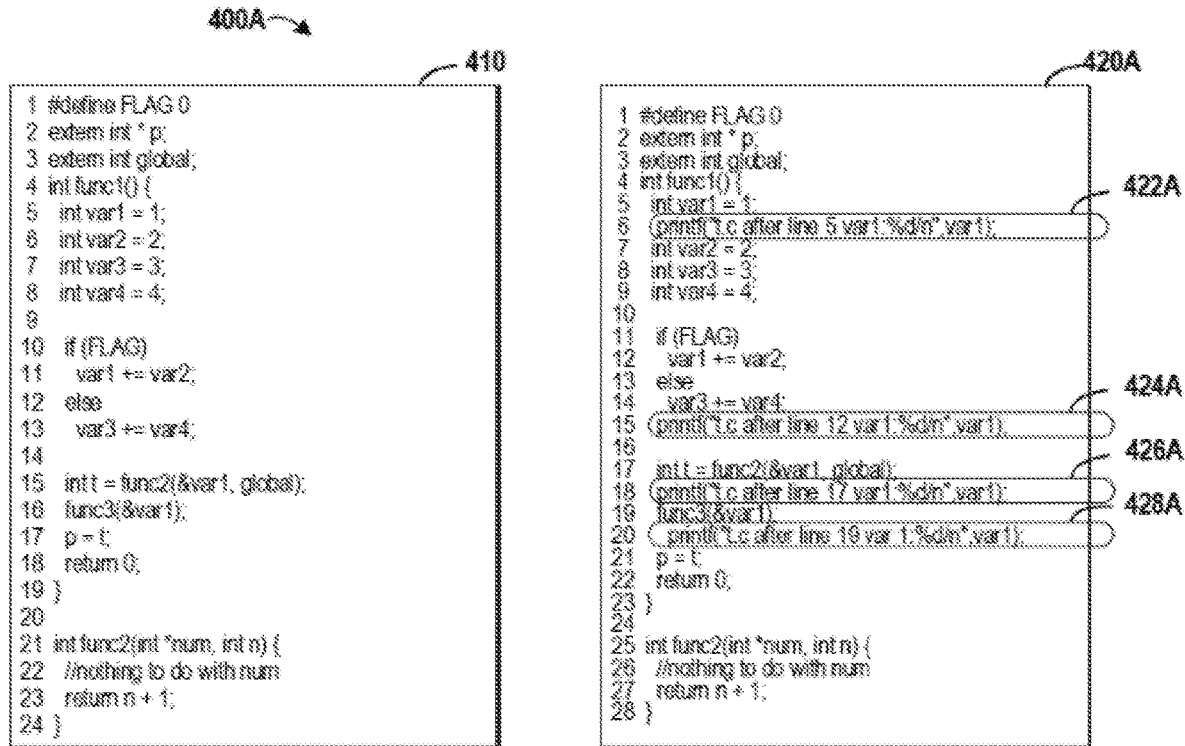 400A
410
1 #define FLAG 0
2 extern int * p;
3 extern int global;
4 int func1() {
5 int var1 = 1;
6 int var2 = 2;
7 int var3 = 3;
8 int var4 = 4;
9
10 if (FLAG)
11 var1 += var2;
12 else
13 var3 += var4;
14
15 int t = func2(&var1, global);
16 func3(&var1);
17 p = t;
18 return 0;
19 }
20
21 int func2(int *num, int n) {
22 //nothing to do with num
23 return n + 1;
24 }
420A
1 #define FLAG 0
2 extern int * p;
3 extern int global;
4 int func1() {
5 int var1 = 1;
6 printf("t.c after line 5 var1:%d/n",var1);
7 int var2 = 2;
8 int var3 = 3;
9 int var4 = 4;
10
11 if (FLAG)
12 var1 += var2;
13 else
14 var3 += var4;
15 printf("t.c after line 12 var1:%d/n",var1);
16
17 int t = func2(&var1, global);
18 printf("t.c after line 17 var1:%d/n",var1);
19 func3(&var1);
20 printf("t.c after line 19 var 1:%d/n",var1);
21 p = t;
22 return 0;
23 }
24
25 int func2(int *num, int n) {
26 //nothing to do with num
27 return n + 1;
28 }
422A
424A
426A
428A